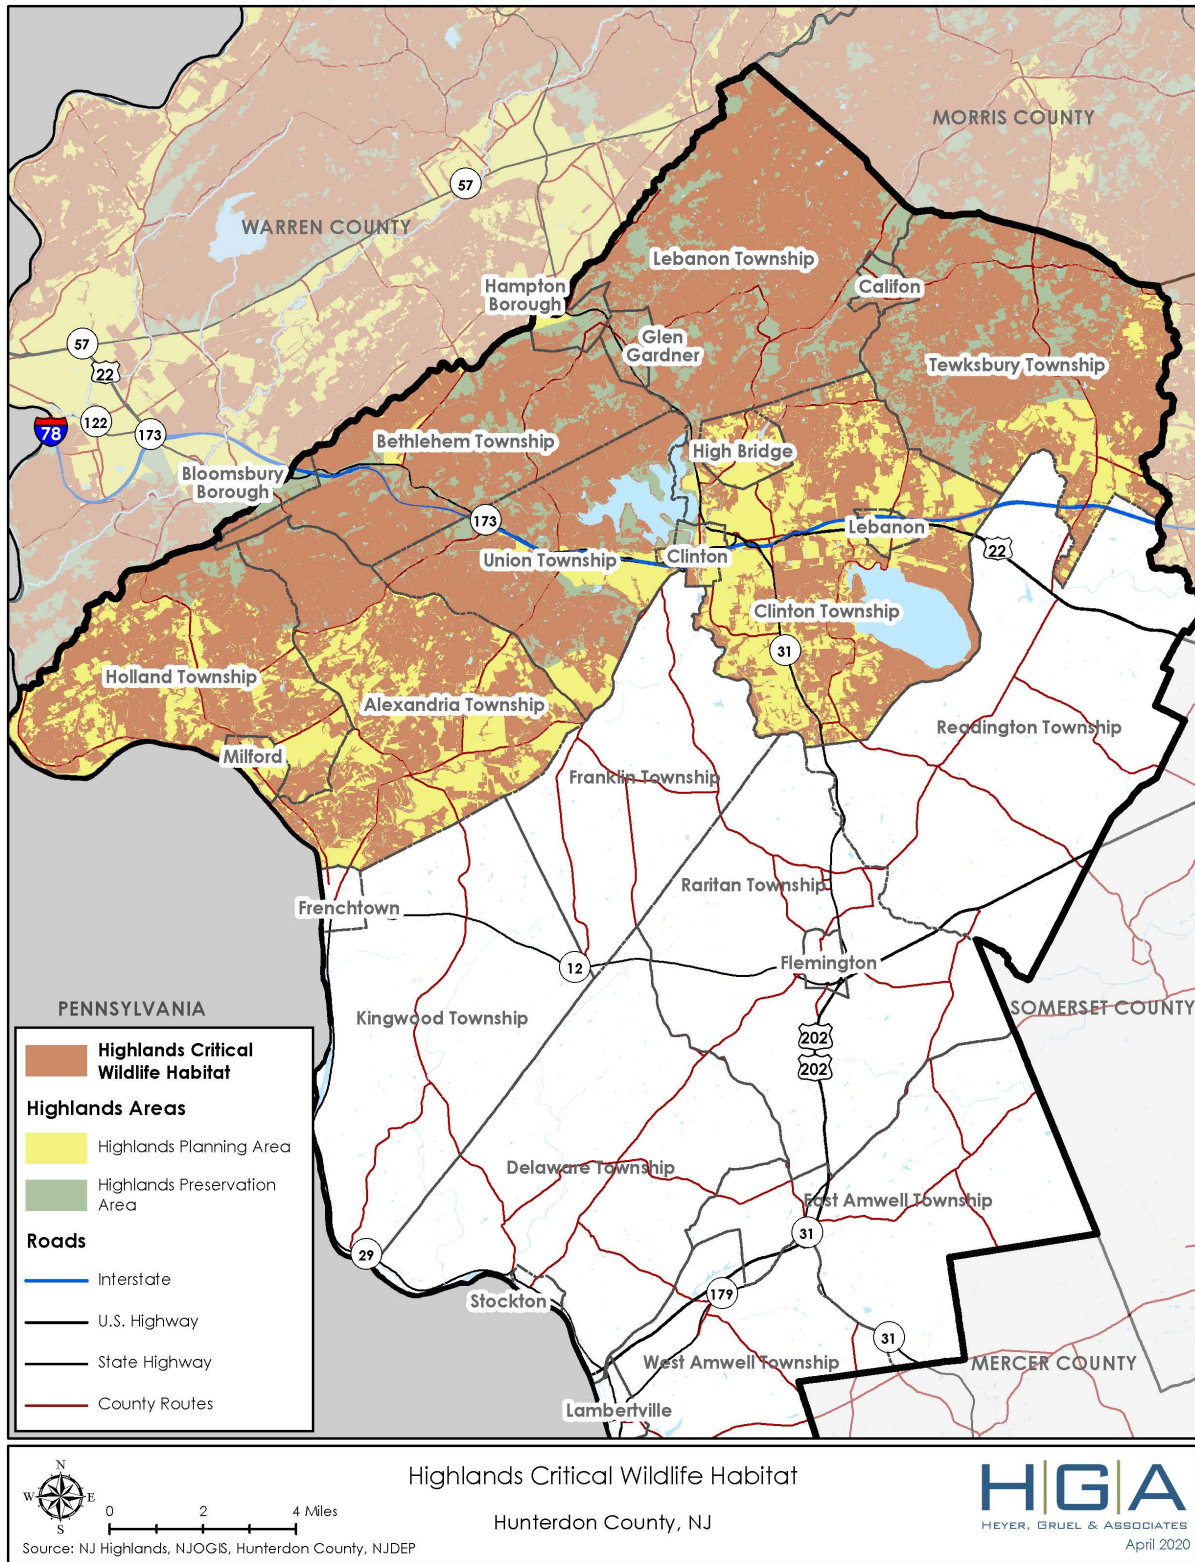 MORRIS COUNTY
57
WARREN COUNTY
Lebanon Township
Hampton
Borough
Califon
Glen
Gardner
57
22
Tewksbury Township
122
173
78
Bethlehem Township
High Bridge
Bloomsbury
Borough
173
Lebanon
Union Township
Clinton
22
Clinton Township
31
Holland Township
Alexandria Township
Readington Township
Milford
Franklin Township
Raritan Township
Frenchtown
12
Flemington
PENNSYLVANIA
SOMERSET COUNTY
Kingwood Township
202
202
Delaware Township
East Amwell Township
31
29
179
Stockton
31
West Amwell Township
MERCER COUNTY
Lambertville
Highlands Critical
Wildlife Habitat
Highlands Areas
Highlands Planning Area
Highlands Preservation
Area
Roads
Interstate
U.S. Highway
State Highway
County Routes
N
W E
S
0 2 4 Miles
Source: NJ Highlands, NJOGIS, Hunterdon County, NJDEP
Highlands Critical Wildlife Habitat
Hunterdon County, NJ
H|G|A
HEYER, GRUEL & ASSOCIATES
April 2020